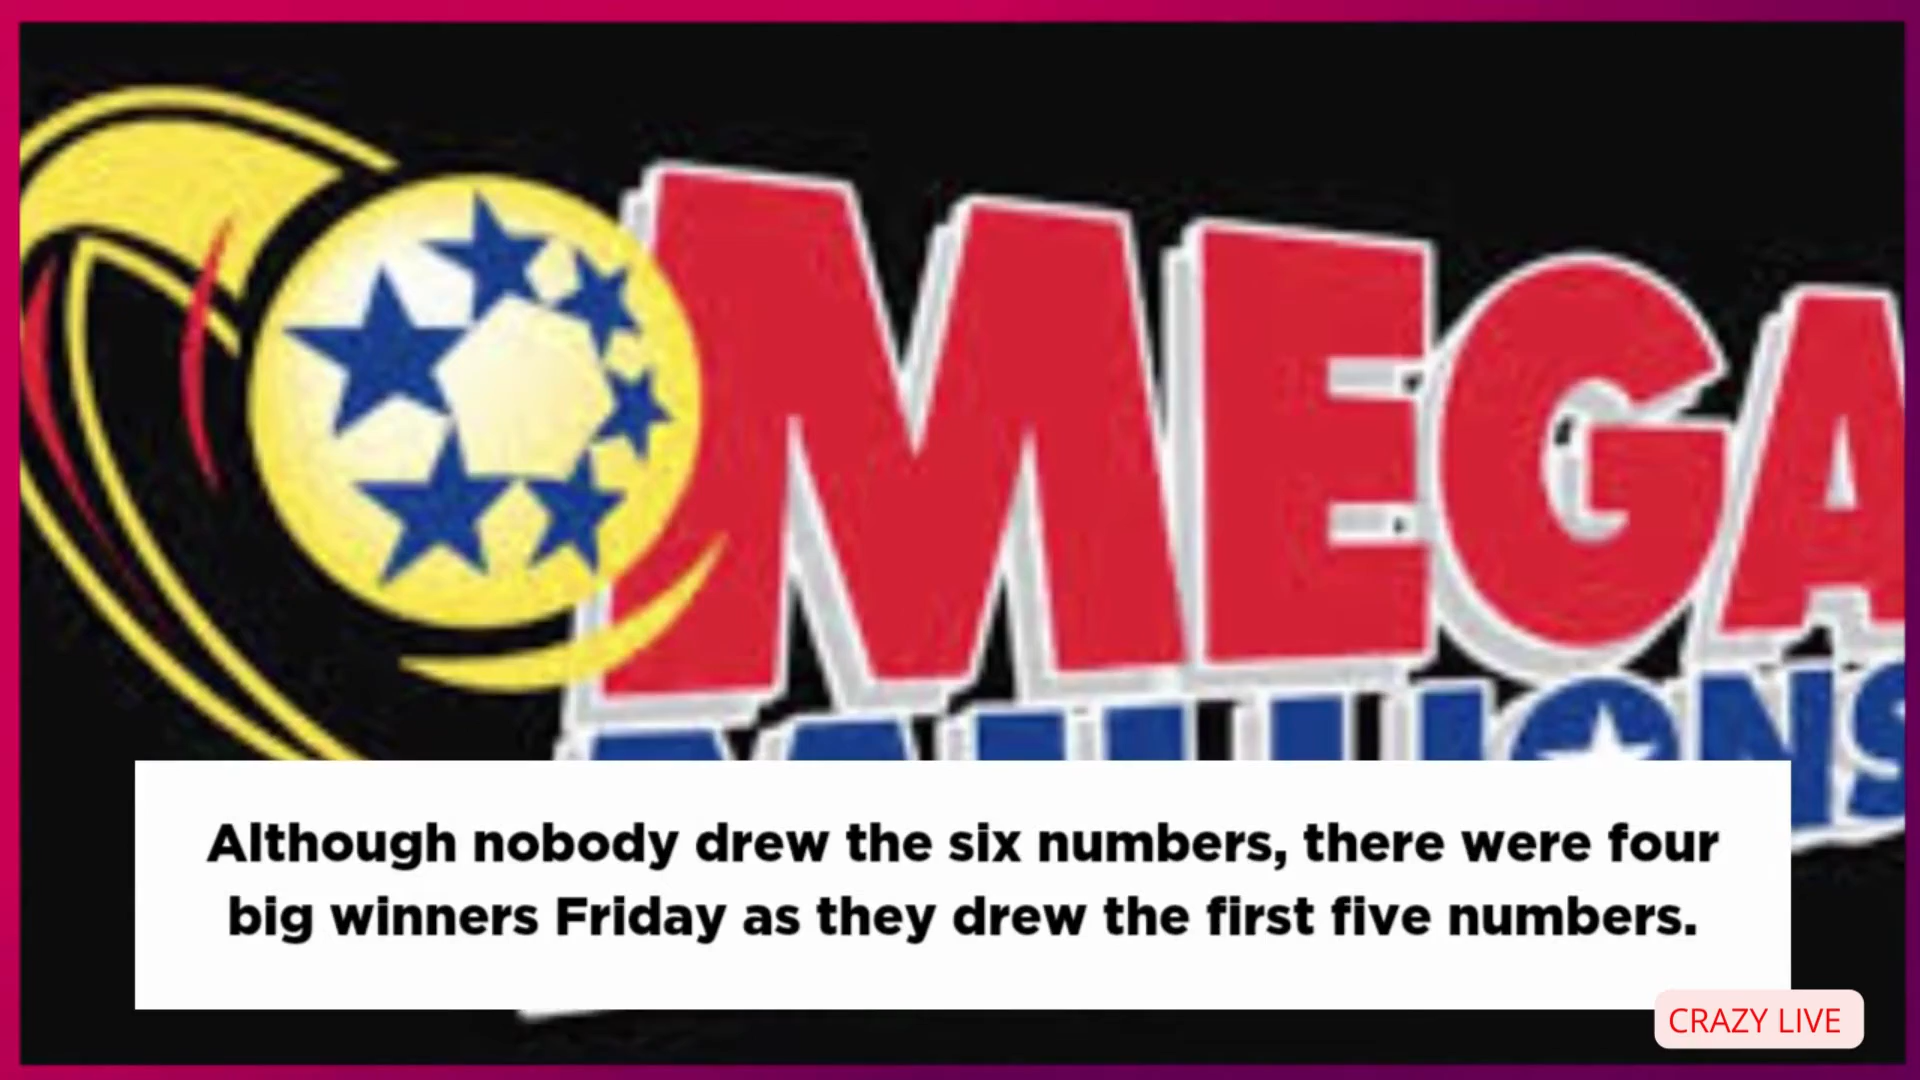 MEGA
MILLIONS
Although nobody drew the six numbers, there were four
big winners Friday as they drew the first five numbers.
CRAZY LIVE